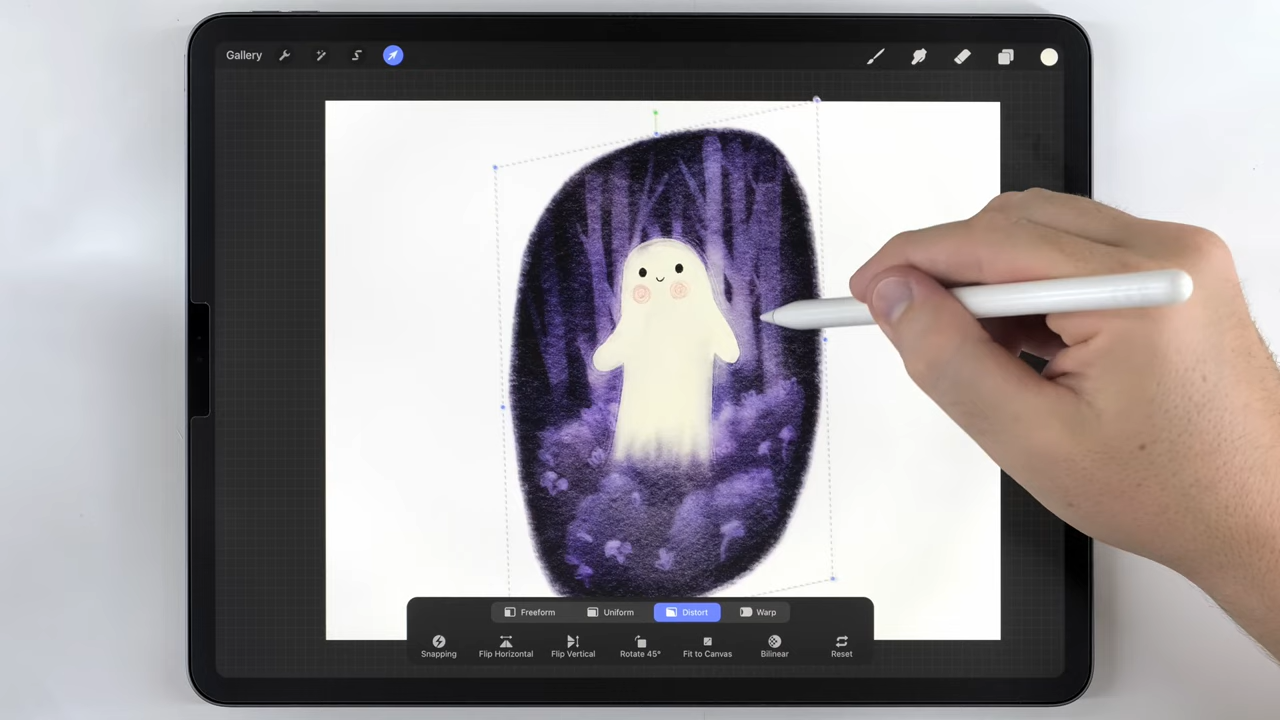 Gallery
Freeform Uniform Distort Warp
Snapping Flip Horizontal Flip Vertical Rotate 45° Fit to Canvas Bilinear Reset